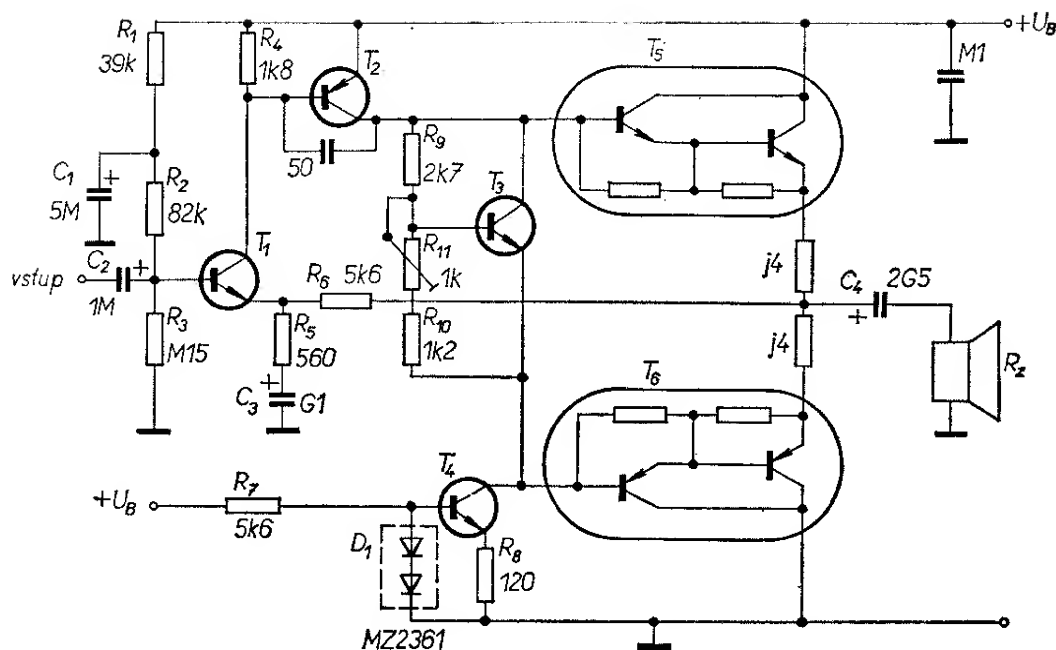 +U_B
R1
39k
R4
1k8
T2
T5
M1
50
R9
2k7
C1
+
5M
R2
82k
T3
C2
+
vstup
1M
T1
R11
1k
R6
5k6
j4
C4
2G5
+
R3
M15
R5
560
R10
1k2
j4
Rz
C3
+
G1
T6
T4
+U_B
R7
5k6
D1
R8
120
MZ2361